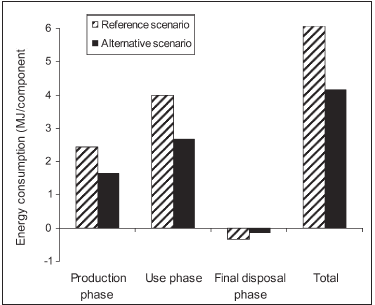 Reference scenario
Alternative scenario
Energy consumption (MJ/component
6
5
4
3
2
1
0
-1
Production phase
Use phase
Final disposal phase
Total